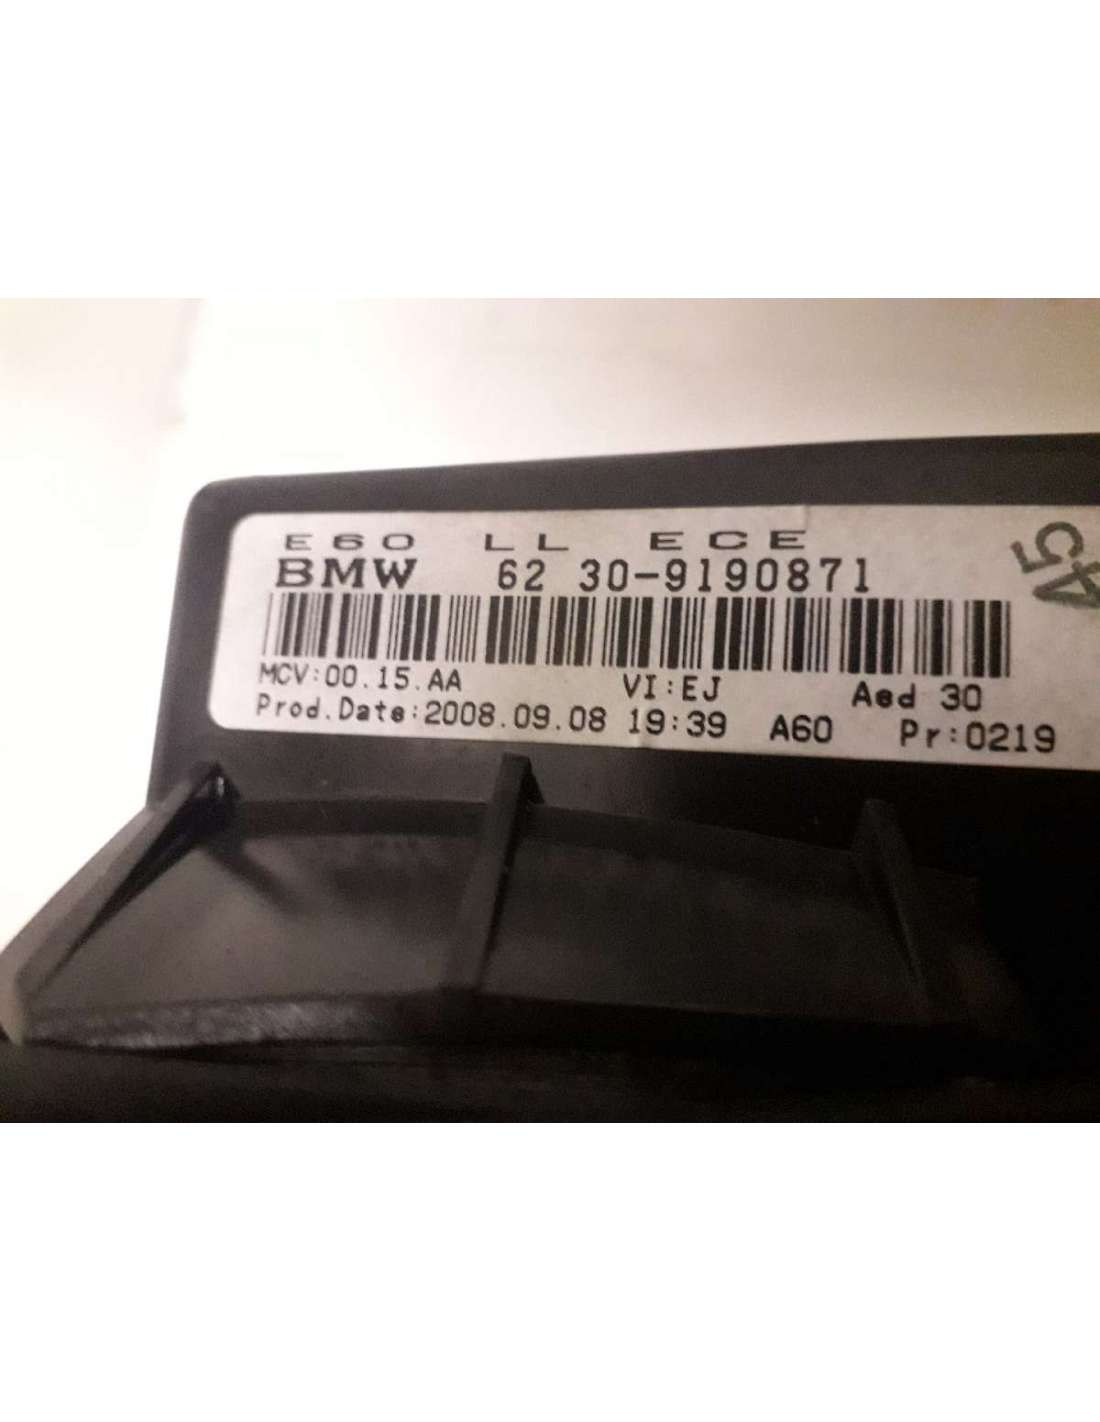 E60 LL ECE
BMW 62 30-9190871
MCV:00.15.AA VI:EJ Aed 30
Prod.Date:2008.09.08 19:39 A60 Pr:0219